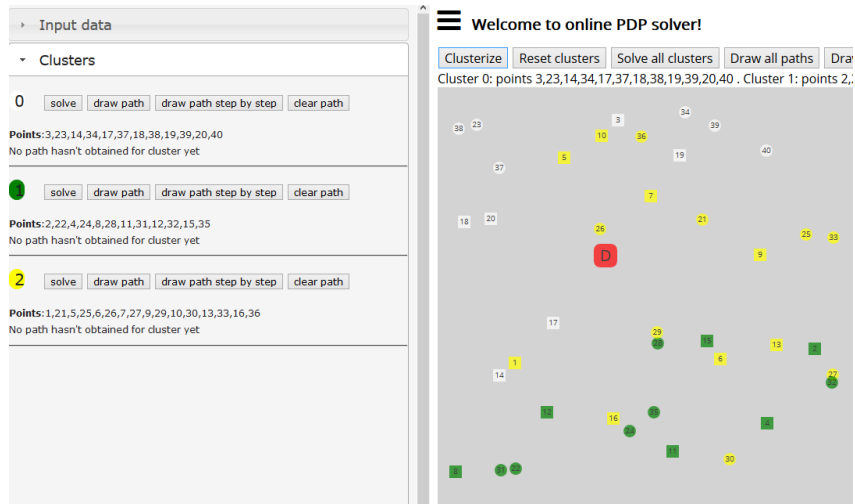 Input data
Clusters
0 solve draw path draw path step by step clear path
Points:3,23,14,34,17,37,18,38,19,39,20,40
No path hasn't obtained for cluster yet
1 solve draw path draw path step by step clear path
Points:2,22,4,24,8,28,11,31,12,32,15,35
No path hasn't obtained for cluster yet
2 solve draw path draw path step by step clear path
Points:1,21,5,25,6,26,7,27,9,29,10,30,13,33,16,36
No path hasn't obtained for cluster yet
Welcome to online PDP solver!
Clusterize Reset clusters Solve all clusters Draw all paths Dra
Cluster 0: points 3,23,14,34,17,37,18,38,19,39,20,40 . Cluster 1: points 2,
34
3
38 23 39
10 36
40
5 19
37
7
18 20 21
26
25 33
9
D
17
29
15
28 13 2
6
1
14 27
32
12 35
16
4
24
11
30
8 31 22